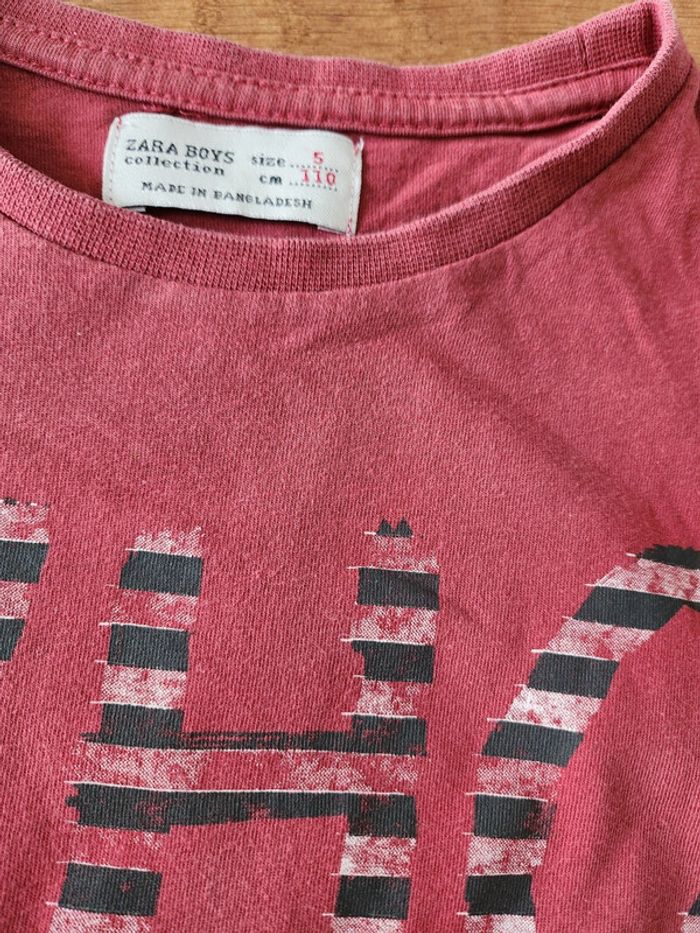 ZARA BOYS
collection
size 5
cm 110
MADE IN BANGLADESH
H